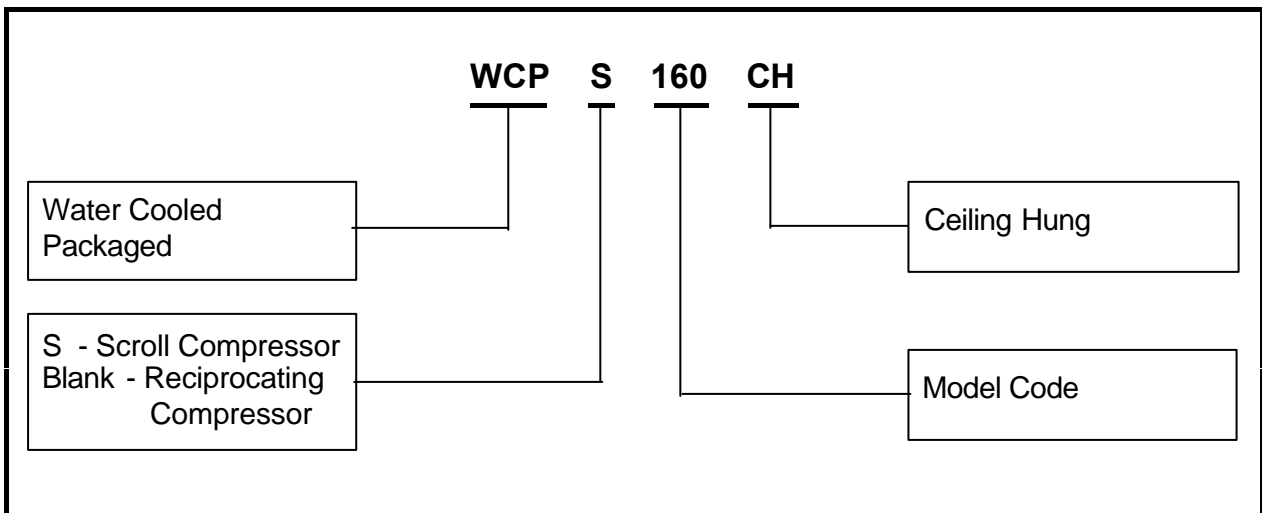 WCP S 160 CH
Water Cooled
Packaged
Ceiling Hung
S - Scroll Compressor
Blank - Reciprocating
Compressor
Model Code